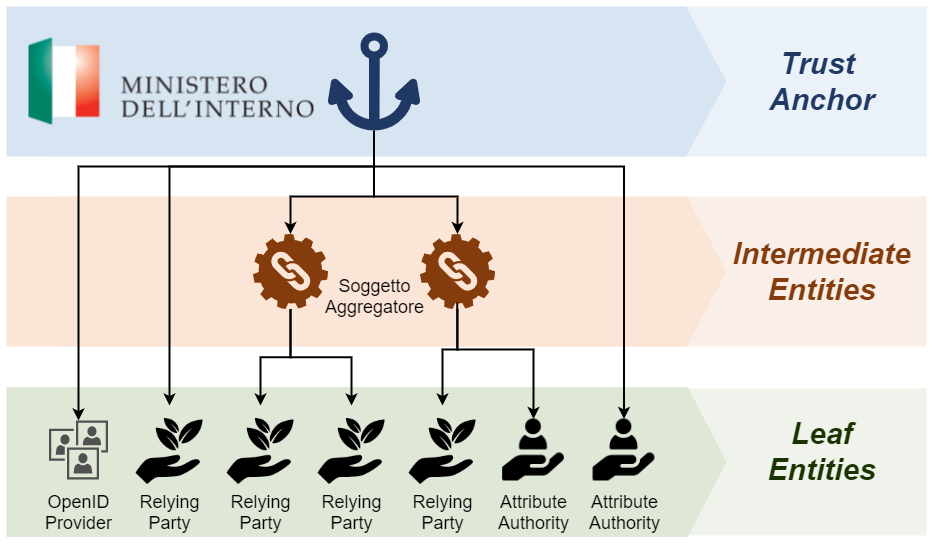 MINISTERO
DELL'INTERNO
Trust
Anchor
Soggetto
Aggregatore
Intermediate
Entities
Leaf
Entities
OpenID
Provider
Relying
Party
Relying
Party
Relying
Party
Relying
Party
Attribute
Authority
Attribute
Authority